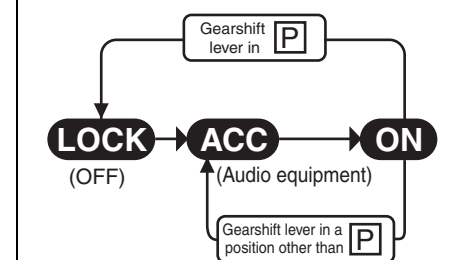 Gearshift
lever in P
LOCK ACC ON
(OFF) (Audio equipment)
Gearshift lever in a
position other than P